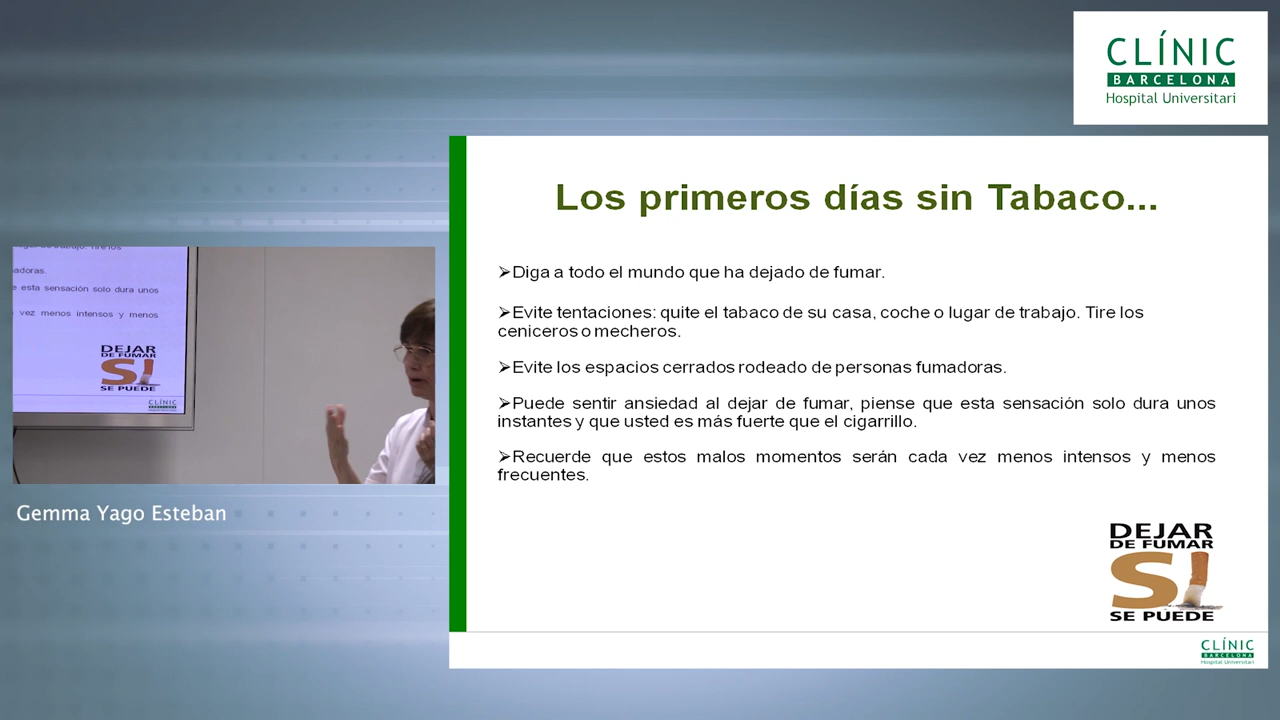 CLÍNIC
BARCELONA
Hospital Universitari
Los primeros días sin Tabaco...
➢Diga a todo el mundo que ha dejado de fumar.
➢Evite tentaciones: quite el tabaco de su casa, coche o lugar de trabajo. Tire los
ceniceros o mecheros.
➢Evite los espacios cerrados rodeado de personas fumadoras.
➢Puede sentir ansiedad al dejar de fumar, piense que esta sensación solo dura unos
instantes y que usted es más fuerte que el cigarrillo.
➢Recuerde que estos malos momentos serán cada vez menos intensos y menos
frecuentes.
DEJAR
DE FUMAR
SI
SE PUEDE
CLÍNIC
BARCELONA
Hospital Universitari
adoras.
esta sensación solo dura unos
vez menos intensos y menos
DEJAR
DE FUMAR
SI
SE PUEDE
CLÍNIC
BARCELONA
Gemma Yago Esteban